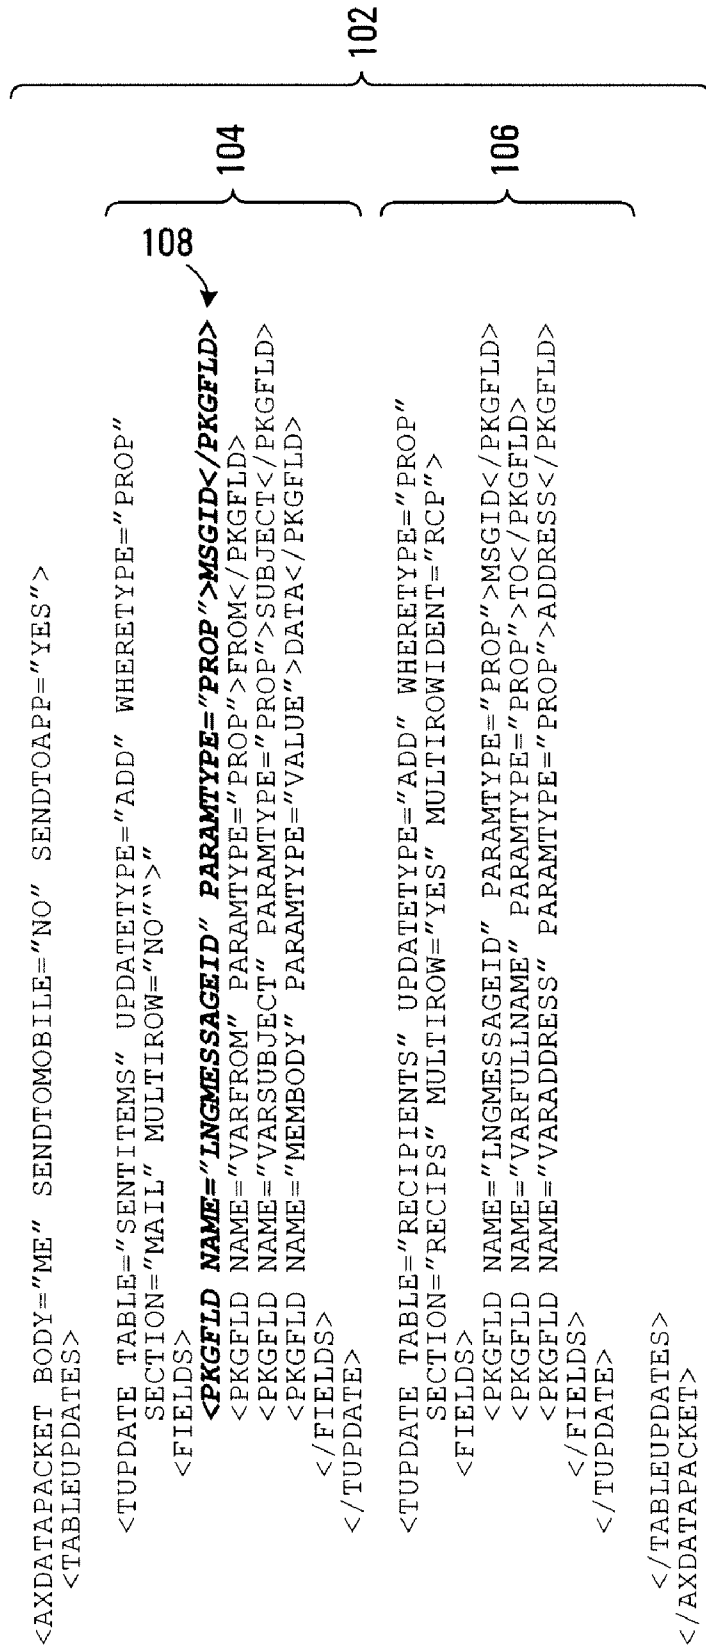 <AXDATAPACKET BODY="ME" SENDTOMOBILE="NO" SENDTOAPP="YES">
<TABLEUPDATES>
<TUPDATE TABLE="SENTITEMS" UPDATETYPE="ADD" WHERETYPE="PROP"
SECTION="MAIL" MULTIROW="NO"">"
<FIELDS>
<PKGFLD NAME="LNGMESSAGEID" PARAMTYPE="PROP">MSGID</PKGFLD>
<PKGFLD NAME="VARFROM" PARAMTYPE="PROP">FROM</PKGFLD>
<PKGFLD NAME="VARSUBJECT" PARAMTYPE="PROP">SUBJECT</PKGFLD>
<PKGFLD NAME="MEMBODY" PARAMTYPE="VALUE">DATA</PKGFLD>
</FIELDS>
</TUPDATE>
<TUPDATE TABLE="RECIPIENTS" UPDATETYPE="ADD" WHERETYPE="PROP"
SECTION="RECIPS" MULTIROW="YES" MULTIROWIDENT="RCP">
<FIELDS>
<PKGFLD NAME="LNGMESSAGEID" PARAMTYPE="PROP">MSGID</PKGFLD>
<PKGFLD NAME="VARFULLNAME" PARAMTYPE="PROP">TO</PKGFLD>
<PKGFLD NAME="VARADDRESS" PARAMTYPE="PROP">ADDRESS</PKGFLD>
</FIELDS>
</TUPDATE>
</TABLEUPDATES>
</AXDATAPACKET>
108
104
106
102